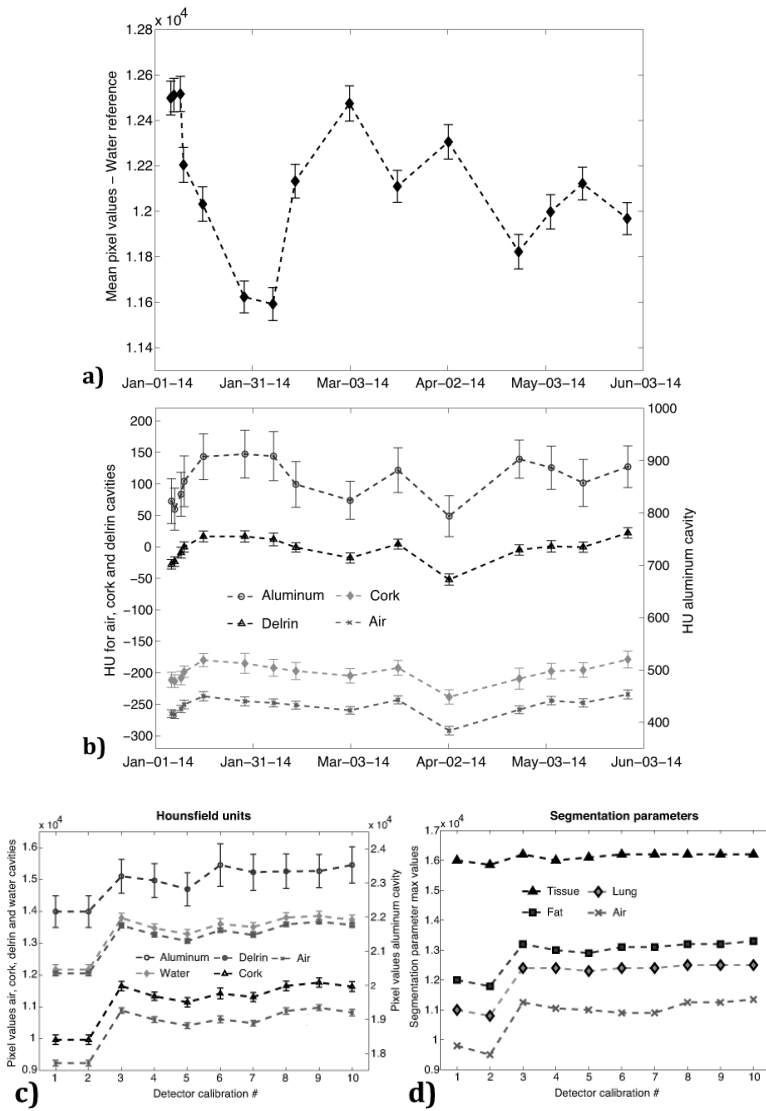 x 10⁴
1.28
1.26
1.24
1.22
1.2
1.18
1.16
1.14
Mean pixel values − Water reference
a)
Jan−01−14 Jan−31−14 Mar−03−14 Apr−02−14 May−03−14 Jun−03−14
200
150
100
50
0
−50
−100
−150
−200
−250
−300
HU for air, cork and delrin cavities
1000
900
800
700
600
500
400
HU aluminum cavity
Aluminum
Delrin
Cork
Air
b)
Jan−01−14 Jan−31−14 Mar−03−14 Apr−02−14 May−03−14 Jun−03−14
Hounsfield units
x 10⁴
1.6
1.5
1.4
1.3
1.2
1.1
1
0.9
Pixel values air, cork, delrin and water cavities
x 10⁴
2.4
2.3
2.2
2.1
2
1.9
1.8
Pixel values aluminum cavity
Aluminum Delrin Air
Water Cork
1 2 3 4 5 6 7 8 9 10
Detector calibration #
c)
Segmentation parameters
x 10⁴
1.7
1.6
1.5
1.4
1.3
1.2
1.1
1
0.9
Segmentation parameter max values
Tissue Lung
Fat Air
1 2 3 4 5 6 7 8 9 10
Detector calibration #
d)